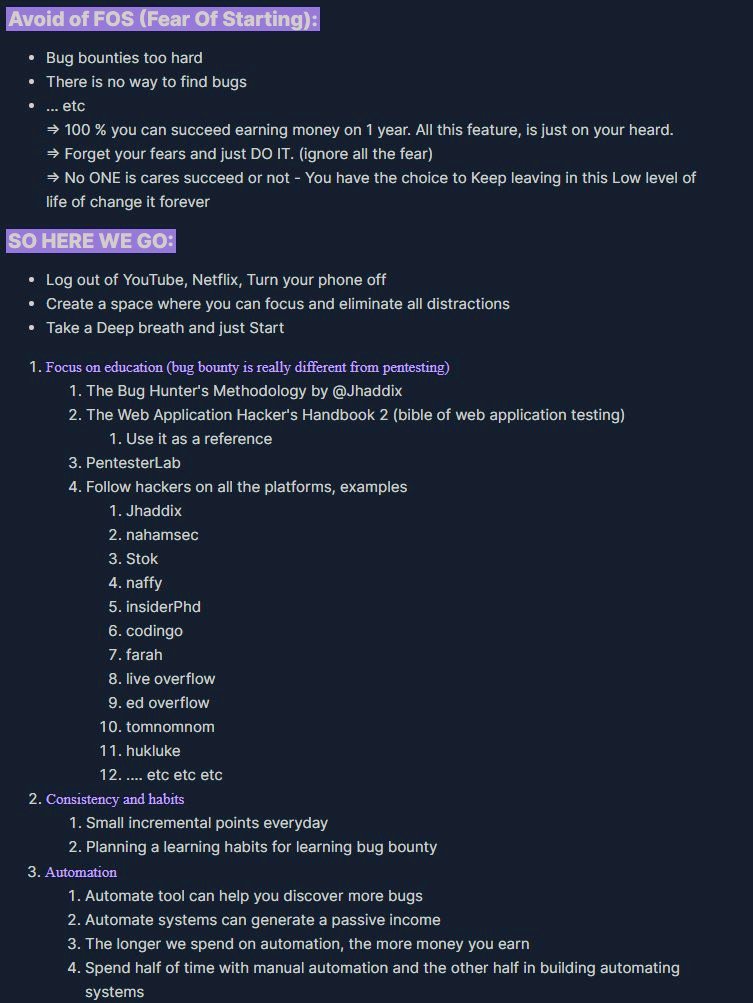 Avoid of FOS (Fear Of Starting):
• Bug bounties too hard
• There is no way to find bugs
• ... etc
⇒ 100 % you can succeed earning money on 1 year. All this feature, is just on your heard.
⇒ Forget your fears and just DO IT. (ignore all the fear)
⇒ No ONE is cares succeed or not - You have the choice to Keep leaving in this Low level of
life of change it forever
SO HERE WE GO:
• Log out of YouTube, Netflix, Turn your phone off
• Create a space where you can focus and eliminate all distractions
• Take a Deep breath and just Start
1. Focus on education (bug bounty is really different from pentesting)
1. The Bug Hunter's Methodology by @Jhaddix
2. The Web Application Hacker's Handbook 2 (bible of web application testing)
1. Use it as a reference
3. PentesterLab
4. Follow hackers on all the platforms, examples
1. Jhaddix
2. nahamsec
3. Stok
4. naffy
5. insiderPhd
6. codingo
7. farah
8. live overflow
9. ed overflow
10. tomnomnom
11. hukluke
12. .... etc etc etc
2. Consistency and habits
1. Small incremental points everyday
2. Planning a learning habits for learning bug bounty
3. Automation
1. Automate tool can help you discover more bugs
2. Automate systems can generate a passive income
3. The longer we spend on automation, the more money you earn
4. Spend half of time with manual automation and the other half in building automating
systems